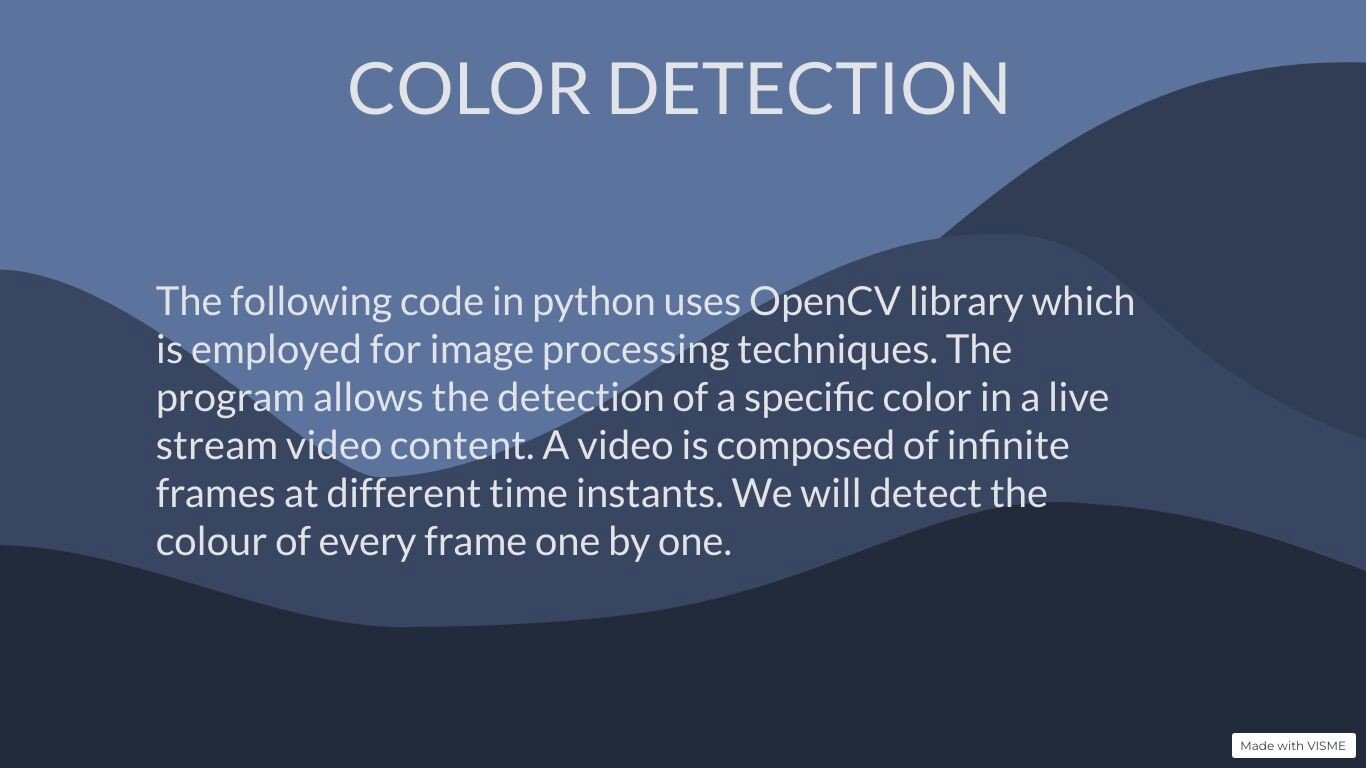 COLOR DETECTION
The following code in python uses OpenCV library which
is employed for image processing techniques. The
program allows the detection of a specific color in a live
stream video content. A video is composed of infinite
frames at different time instants. We will detect the
colour of every frame one by one.
Made with VISME